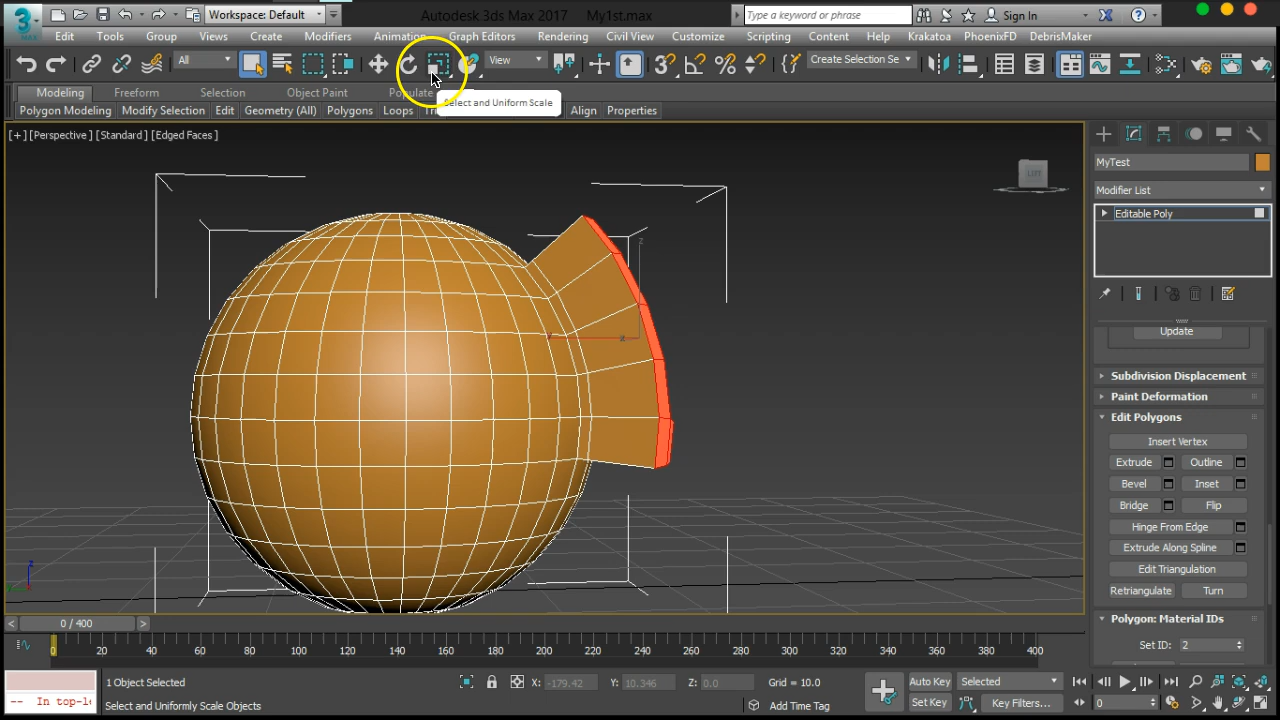 3
MAX
Workspace: Default
Autodesk 3ds Max 2017 My1st.max
Type a keyword or phrase
Sign In
Edit Tools Group Views Create Modifiers Animation Graph Editors Rendering Civil View Customize Scripting Content Help Krakatoa PhoenixFD DebrisMaker
All
View
Create Selection Se
Modeling Freeform Selection Object Paint Populate
Select and Uniform Scale
Polygon Modeling Modify Selection Edit Geometry (All) Polygons Loops Align Properties
[+] [Perspective] [Standard] [Edged Faces]
MyTest
Modifier List
Editable Poly
Update
Subdivision Displacement
Paint Deformation
Edit Polygons
Insert Vertex
Extrude Outline
Bevel Inset
Bridge Flip
Hinge From Edge
Extrude Along Spline
Edit Triangulation
Retriangulate Turn
Polygon: Material IDs
Set ID: 2
z
x
z
< 0 / 400 >
0 20 40 60 80 100 120 140 160 180 200 220 240 260 280 300 320 340 360 380 400
1 Object Selected
X: -179.42 Y: 10.346 Z: 0.0 Grid = 10.0
Auto Key Selected
-- In top-le
Select and Uniformly Scale Objects
Add Time Tag
Set Key Key Filters...
0